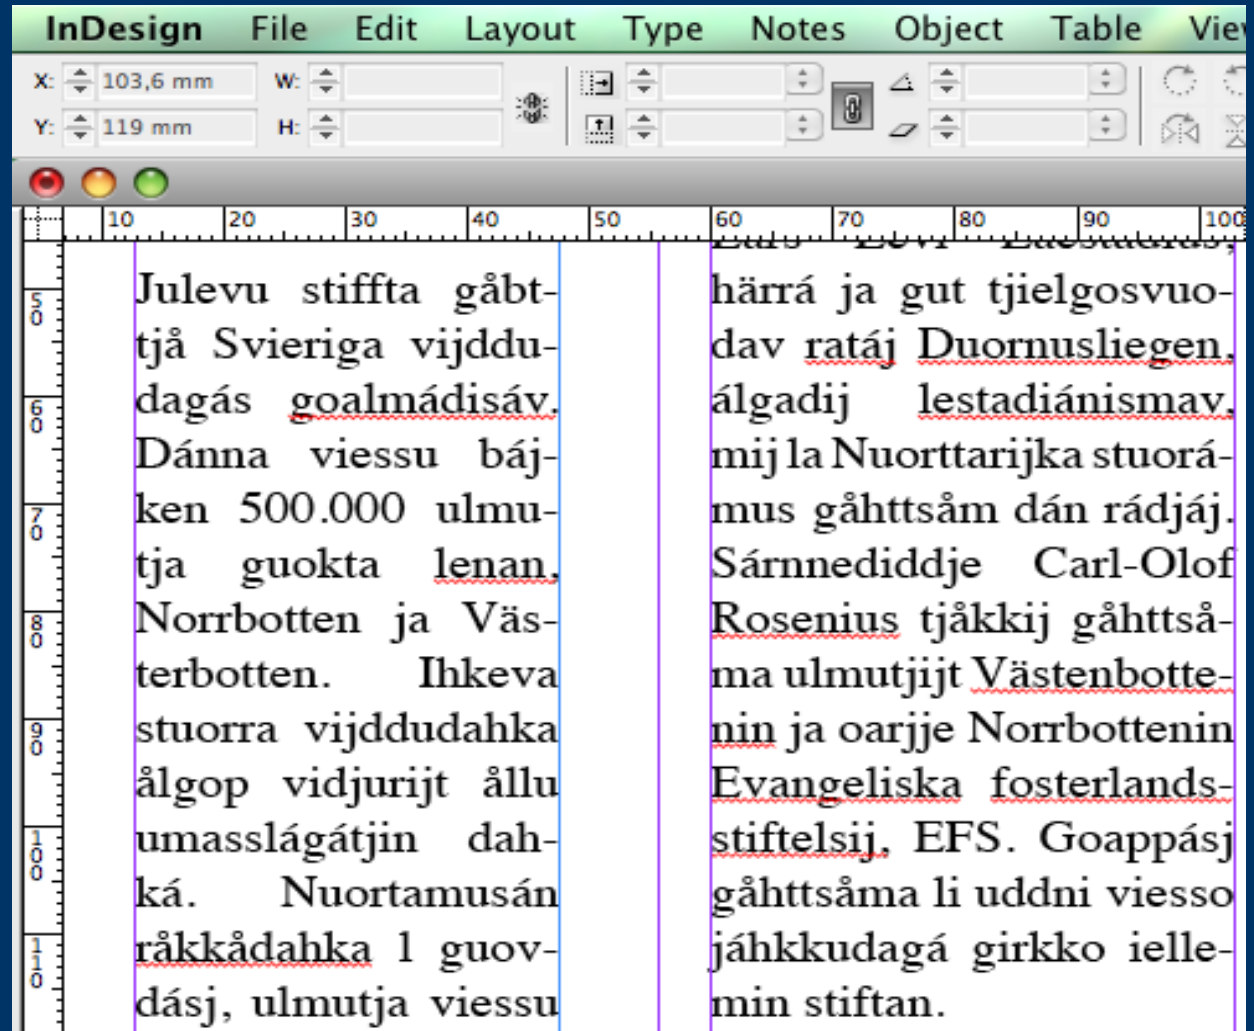 InDesign File Edit Layout Type Notes Object Table View
X: 103,6 mm W:
Y: 119 mm H:
10 20 30 40 50 60 70 80 90 100
50
60
70
80
90
100
110
Julevu stiffta gåbt-
tjå Svieriga vijddu-
dagás goalmádisáv.
Dánna viessu báj-
ken 500.000 ulmu-
tja guokta lenan,
Norrbotten ja Väs-
terbotten. Ihkeva
stuorra vijddudahka
ålgop vidjurijt ållu
umasslágátjin dah-
ká. Nuortamusán
råkkådahka l guov-
dásj, ulmutja viessu
Lars Levi Laestadius,
härrá ja gut tjielgosvuo-
dav ratáj Duornusliegen,
álgadij lestadiánismav,
mij la Nuorttarijka stuorá-
mus gåhttsåm dán rádjáj.
Sárnnediddje Carl-Olof
Rosenius tjåkkij gåhttså-
ma ulmutjijt Västenbotte-
nin ja oarjje Norrbottenin
Evangeliska fosterlands-
stiftelsij, EFS. Goappásj
gåhttsåma li uddni viesso
jáhkkudagá girkko ielle-
min stiftan.